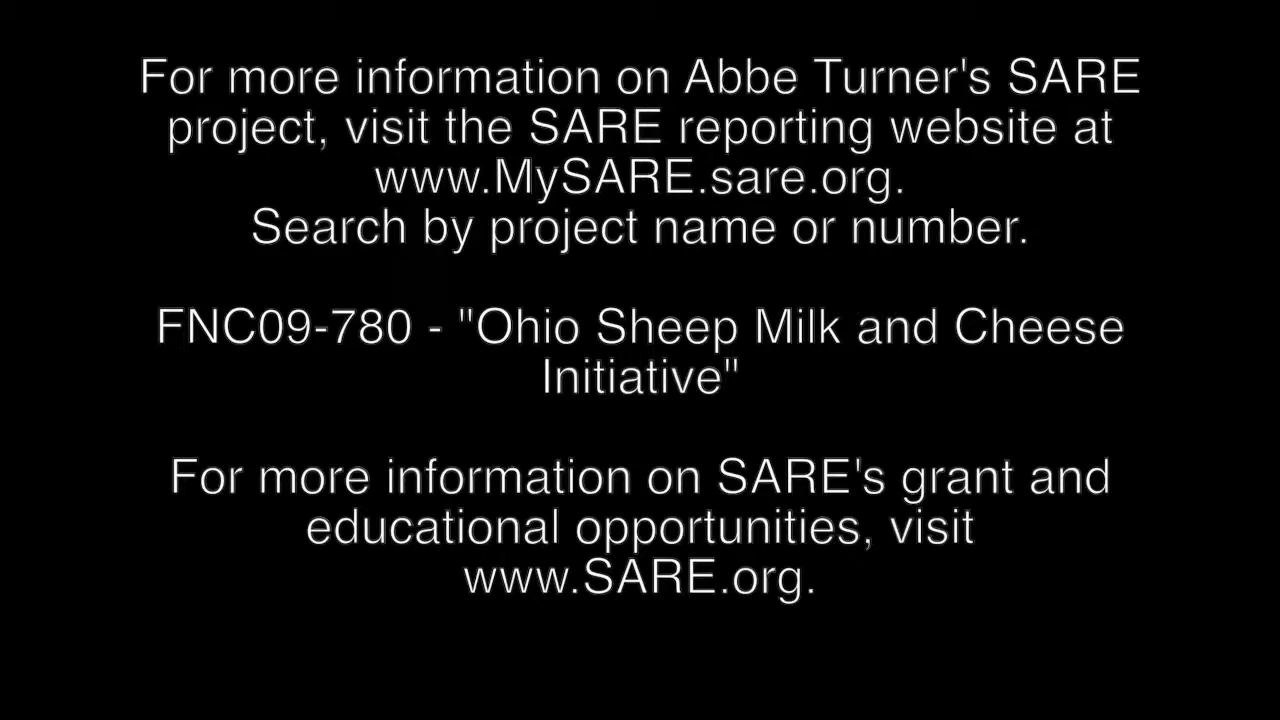 For more information on Abbe Turner's SARE
project, visit the SARE reporting website at
www.MySARE.sare.org.
Search by project name or number.
FNC09-780 - "Ohio Sheep Milk and Cheese
Initiative"
For more information on SARE's grant and
educational opportunities, visit
www.SARE.org.